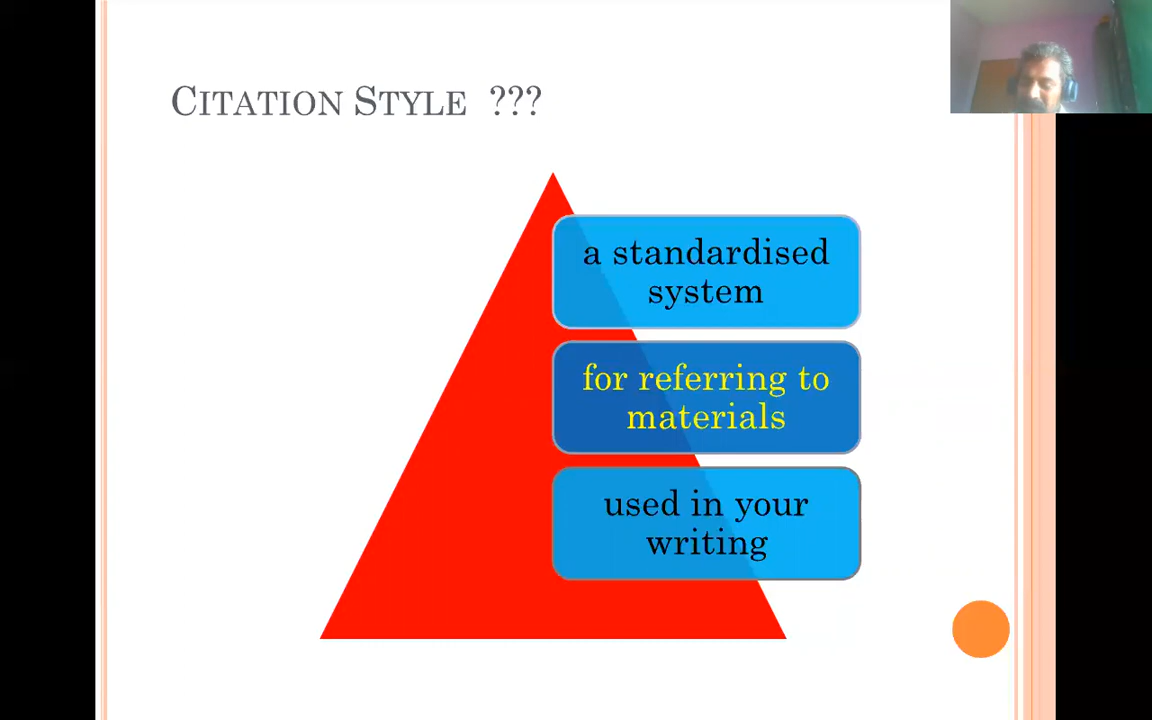 CITATION STYLE ???
a standardised
system
for referring to
materials
used in your
writing